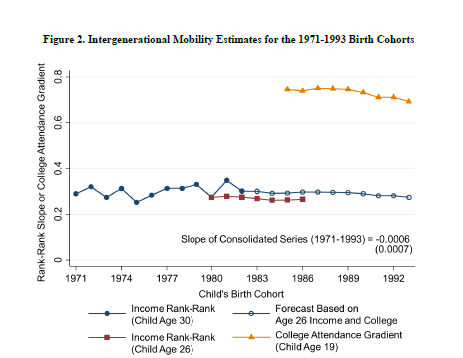 Figure 2. Intergenerational Mobility Estimates for the 1971-1993 Birth Cohorts
Rank-Rank Slope or College Attendance Gradient
0.8
0.6
0.4
0.2
0
Slope of Consolidated Series (1971-1993) = -0.0006
(0.0007)
1971 1974 1977 1980 1983 1986 1989 1992
Child's Birth Cohort
Income Rank-Rank
(Child Age 30)
Forecast Based on
Age 26 Income and College
Income Rank-Rank
(Child Age 26)
College Attendance Gradient
(Child Age 19)